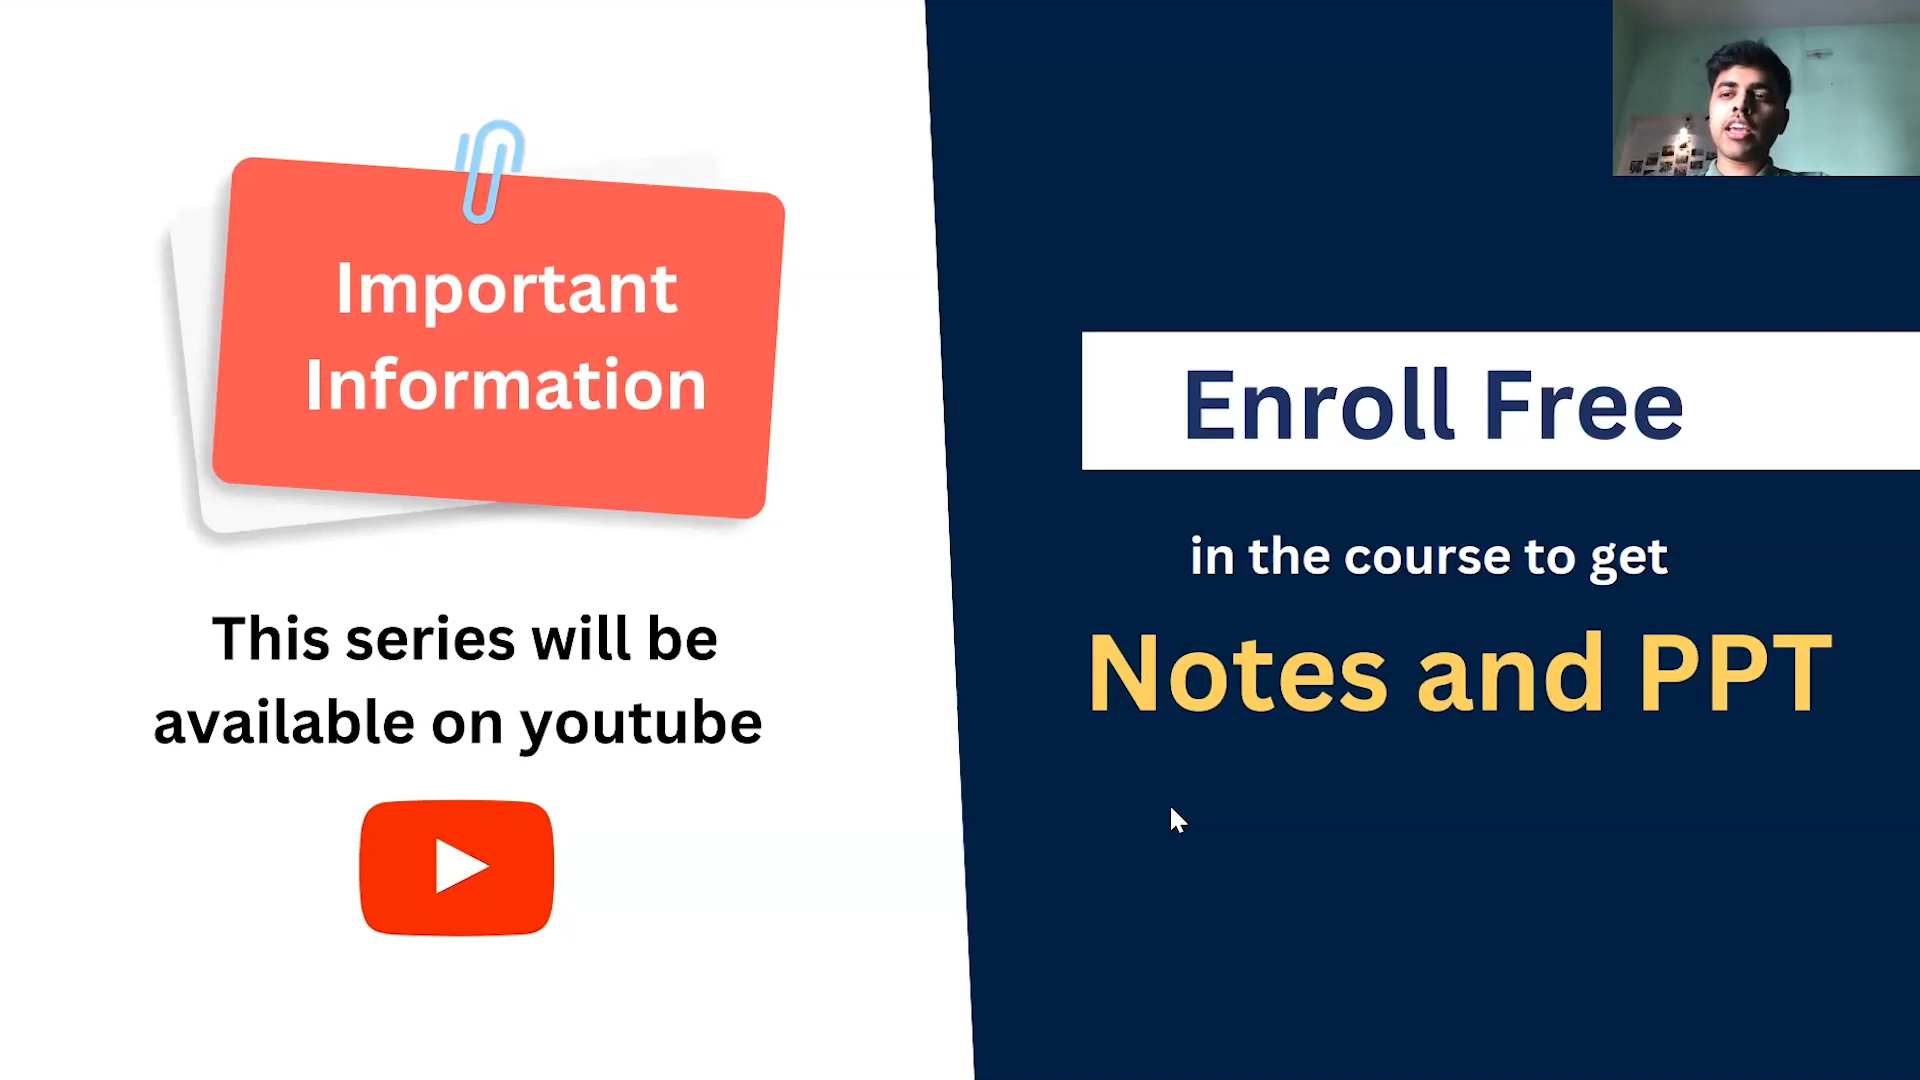 Important
Information
This series will be
available on youtube
Enroll Free
in the course to get
Notes and PPT